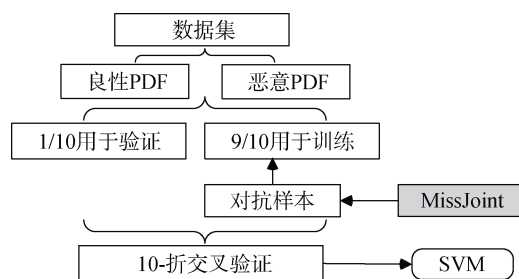 数据集
良性PDF
恶意PDF
1/10用于验证
9/10用于训练
对抗样本
MissJoint
10-折交叉验证
SVM